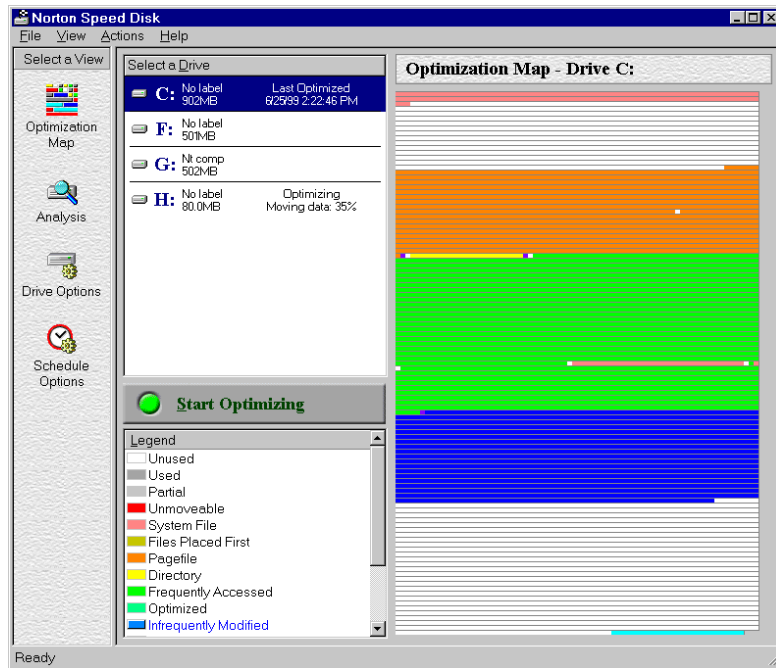 Norton Speed Disk
File View Actions Help
Select a View
Optimization
Map
Analysis
Drive Options
Schedule
Options
Select a Drive
C: No label Last Optimized
902MB 6/25/99 2:22:46 PM
F: No label
501MB
G: Nt comp
502MB
H: No label Optimizing
80.0MB Moving data: 35%
Start Optimizing
Legend
Unused
Used
Partial
Unmoveable
System File
Files Placed First
Pagefile
Directory
Frequently Accessed
Optimized
Infrequently Modified
Optimization Map - Drive C:
Ready